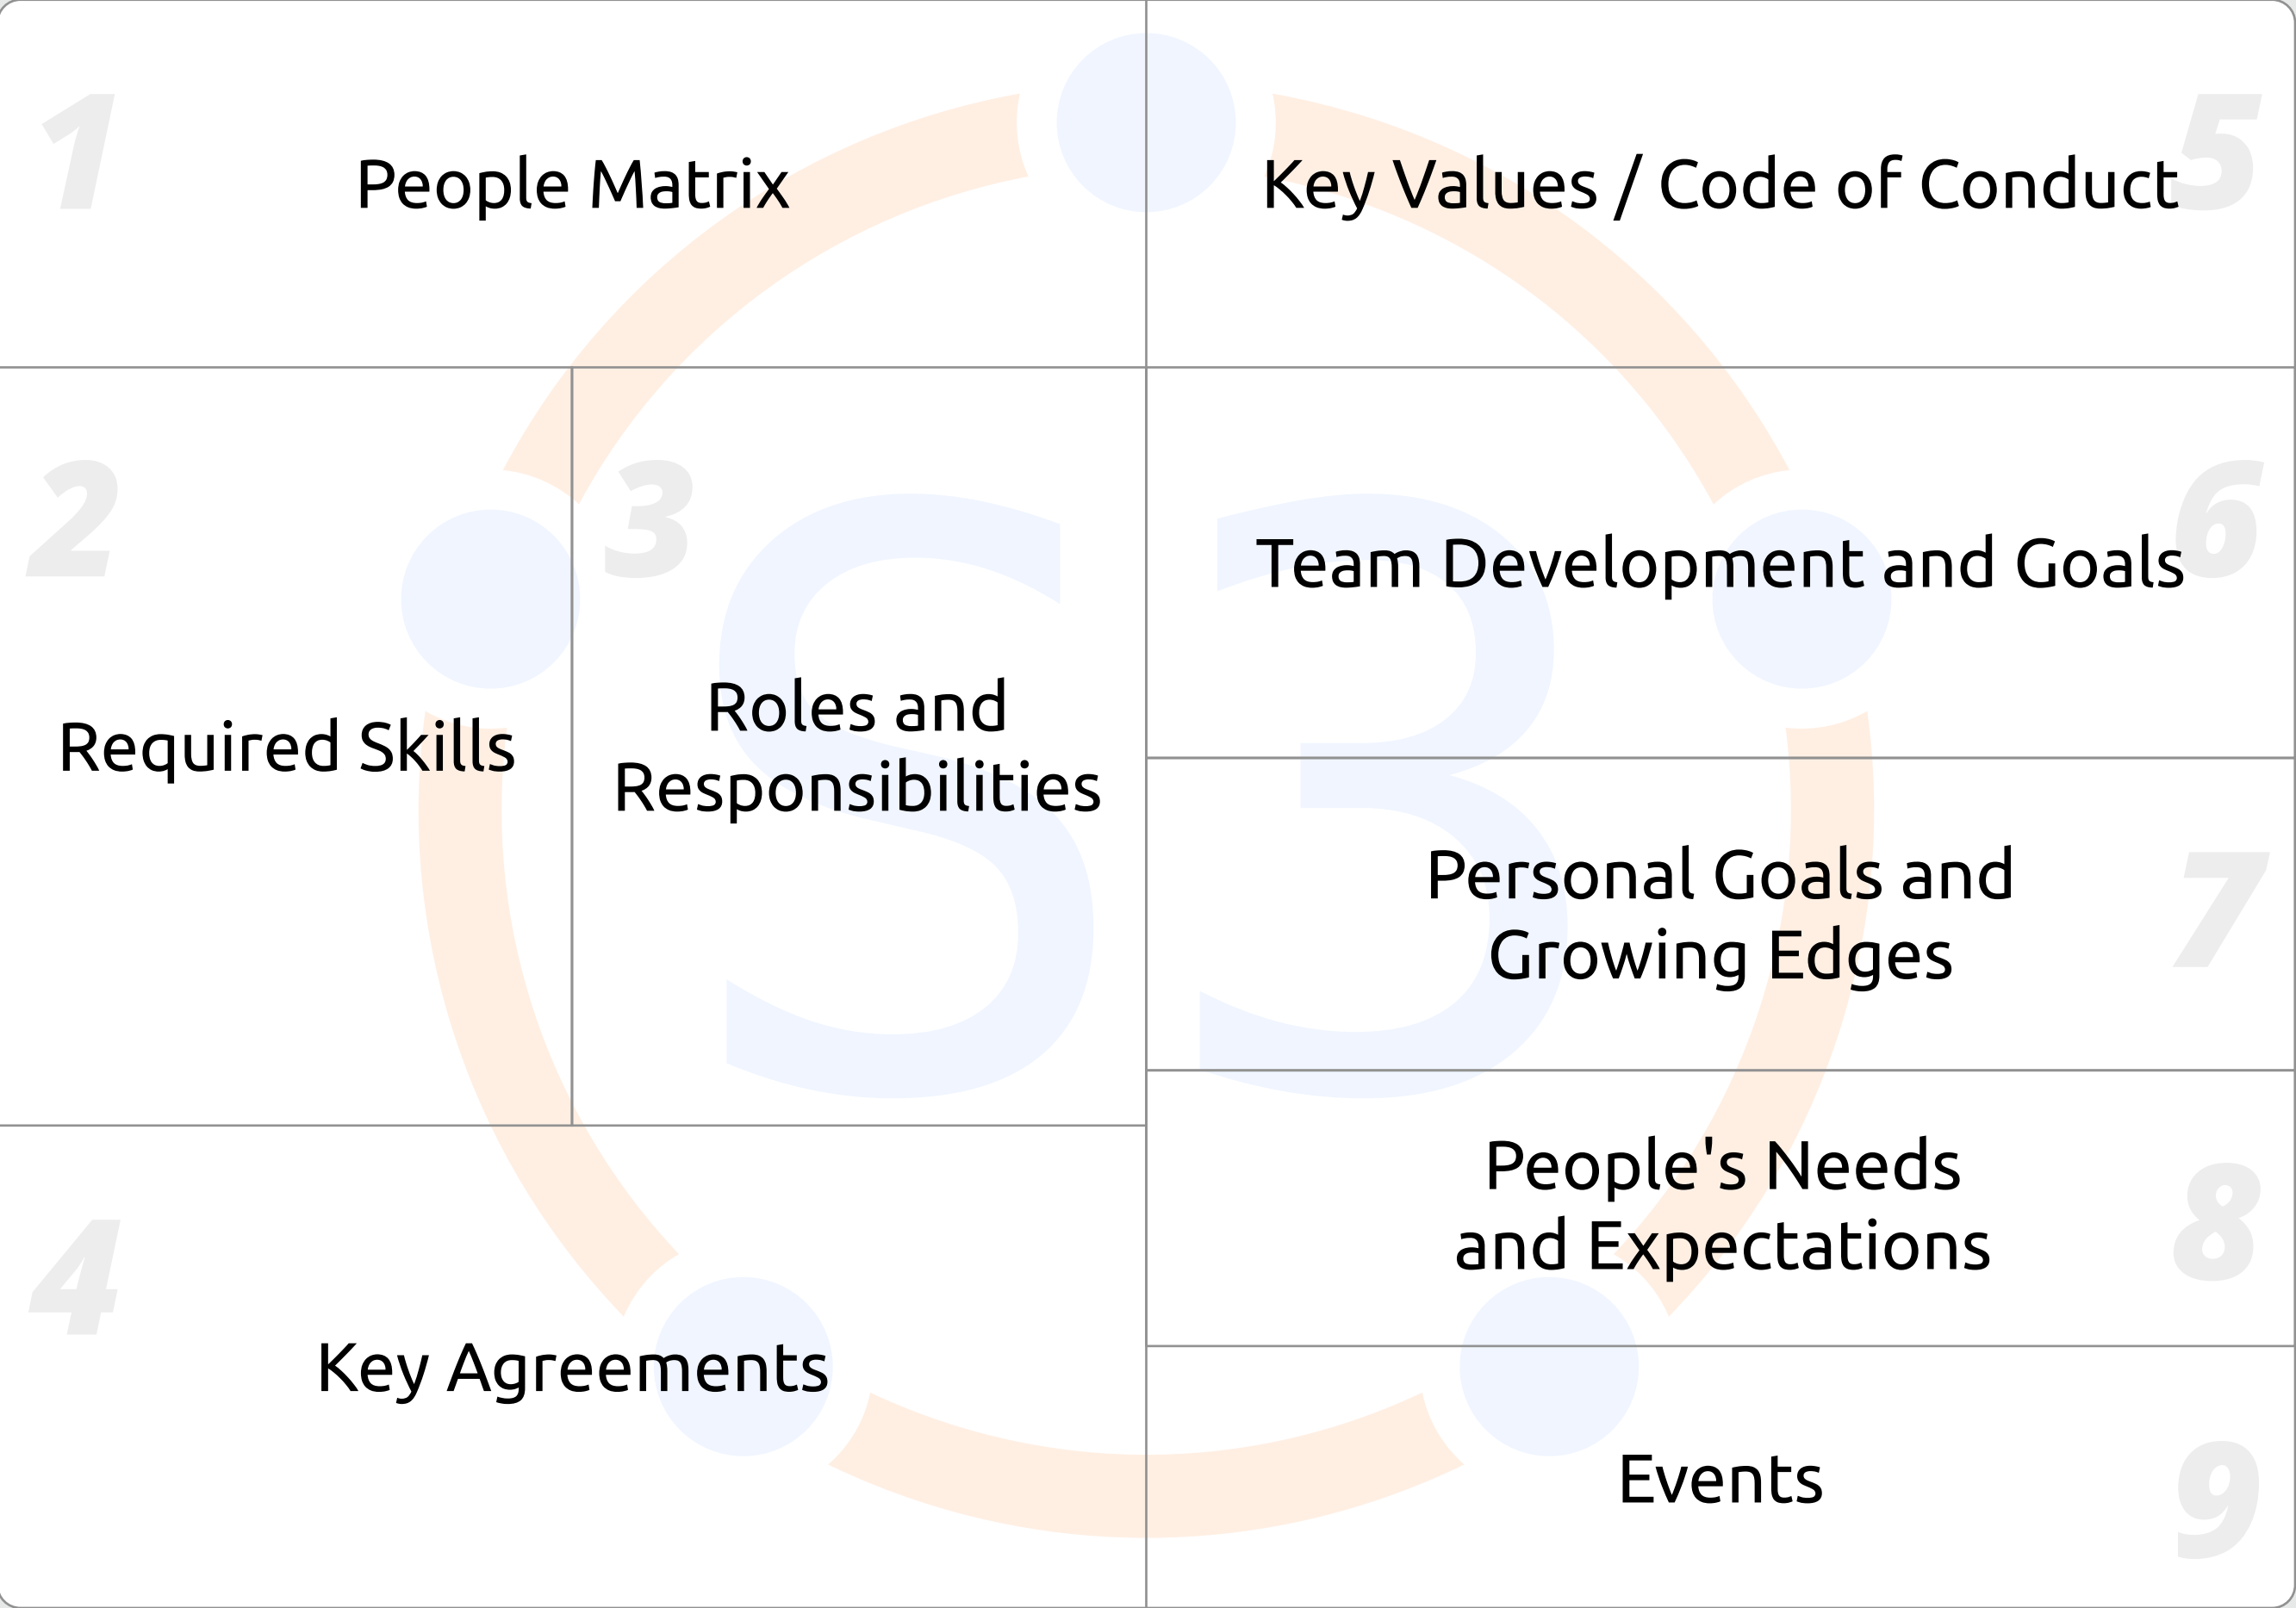 1
People Matrix
2
Required Skills
3
Roles and
Responsibilities
4
Key Agreements
5
Key Values / Code of Conduct
6
Team Development and Goals
7
Personal Goals and
Growing Edges
8
People's Needs
and Expectations
9
Events
S3